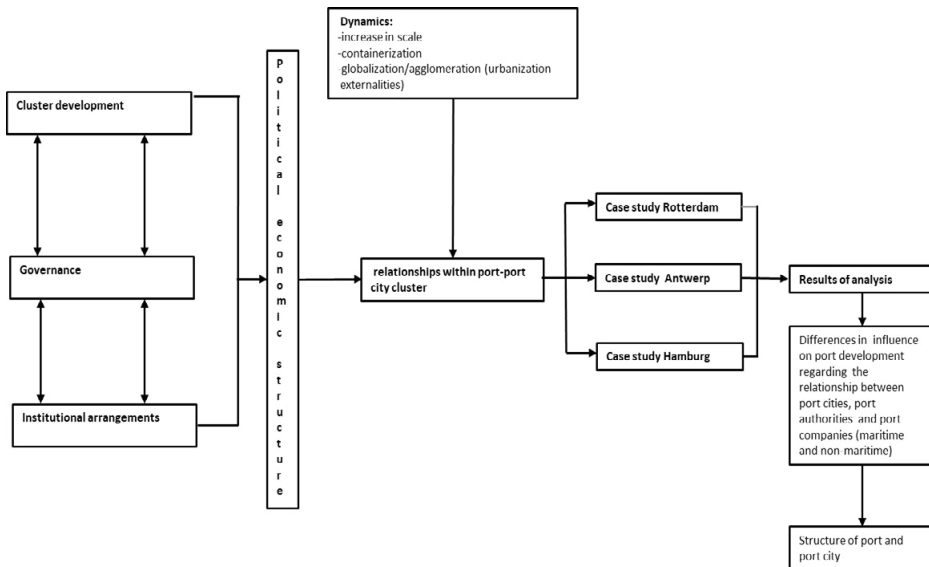 Dynamics:
-increase in scale
-containerization
-globalization/agglomeration (urbanization
externalities)
Cluster development
Governance
Institutional arrangements
Political economic structure
relationships within port-port
city cluster
Case study Rotterdam
Case study Antwerp
Case study Hamburg
Results of analysis
Differences in influence
on port development
regarding the
relationship between
port cities, port
authorities and port
companies (maritime
and non-maritime)
Structure of port and
port city